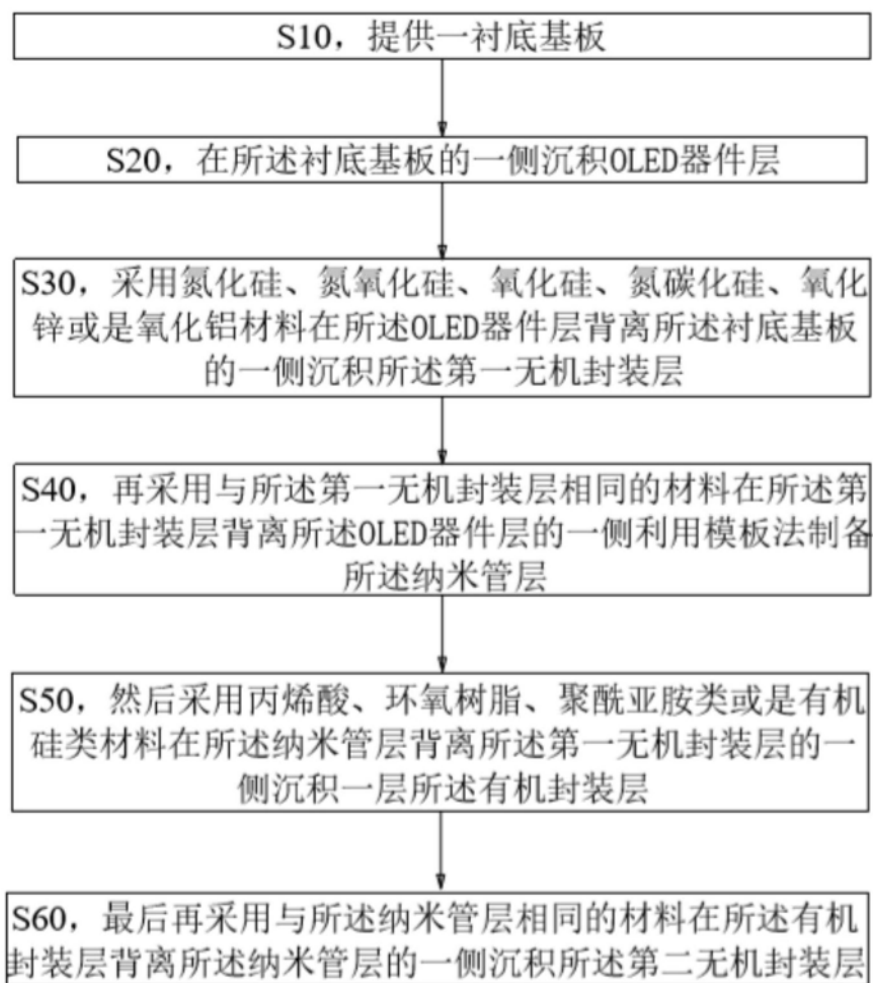 S10，提供一衬底基板
S20，在所述衬底基板的一侧沉积OLED器件层
S30，采用氮化硅、氮氧化硅、氧化硅、氮碳化硅、氧化
锌或是氧化铝材料在所述OLED器件层背离所述衬底基板
的一侧沉积所述第一无机封装层
S40，再采用与所述第一无机封装层相同的材料在所述第
一无机封装层背离所述OLED器件层的一侧利用模板法制备
所述纳米管层
S50，然后采用丙烯酸、环氧树脂、聚酰亚胺类或是有机
硅类材料在所述纳米管层背离所述第一无机封装层的一
侧沉积一层所述有机封装层
S60，最后再采用与所述纳米管层相同的材料在所述有机
封装层背离所述纳米管层的一侧沉积所述第二无机封装层